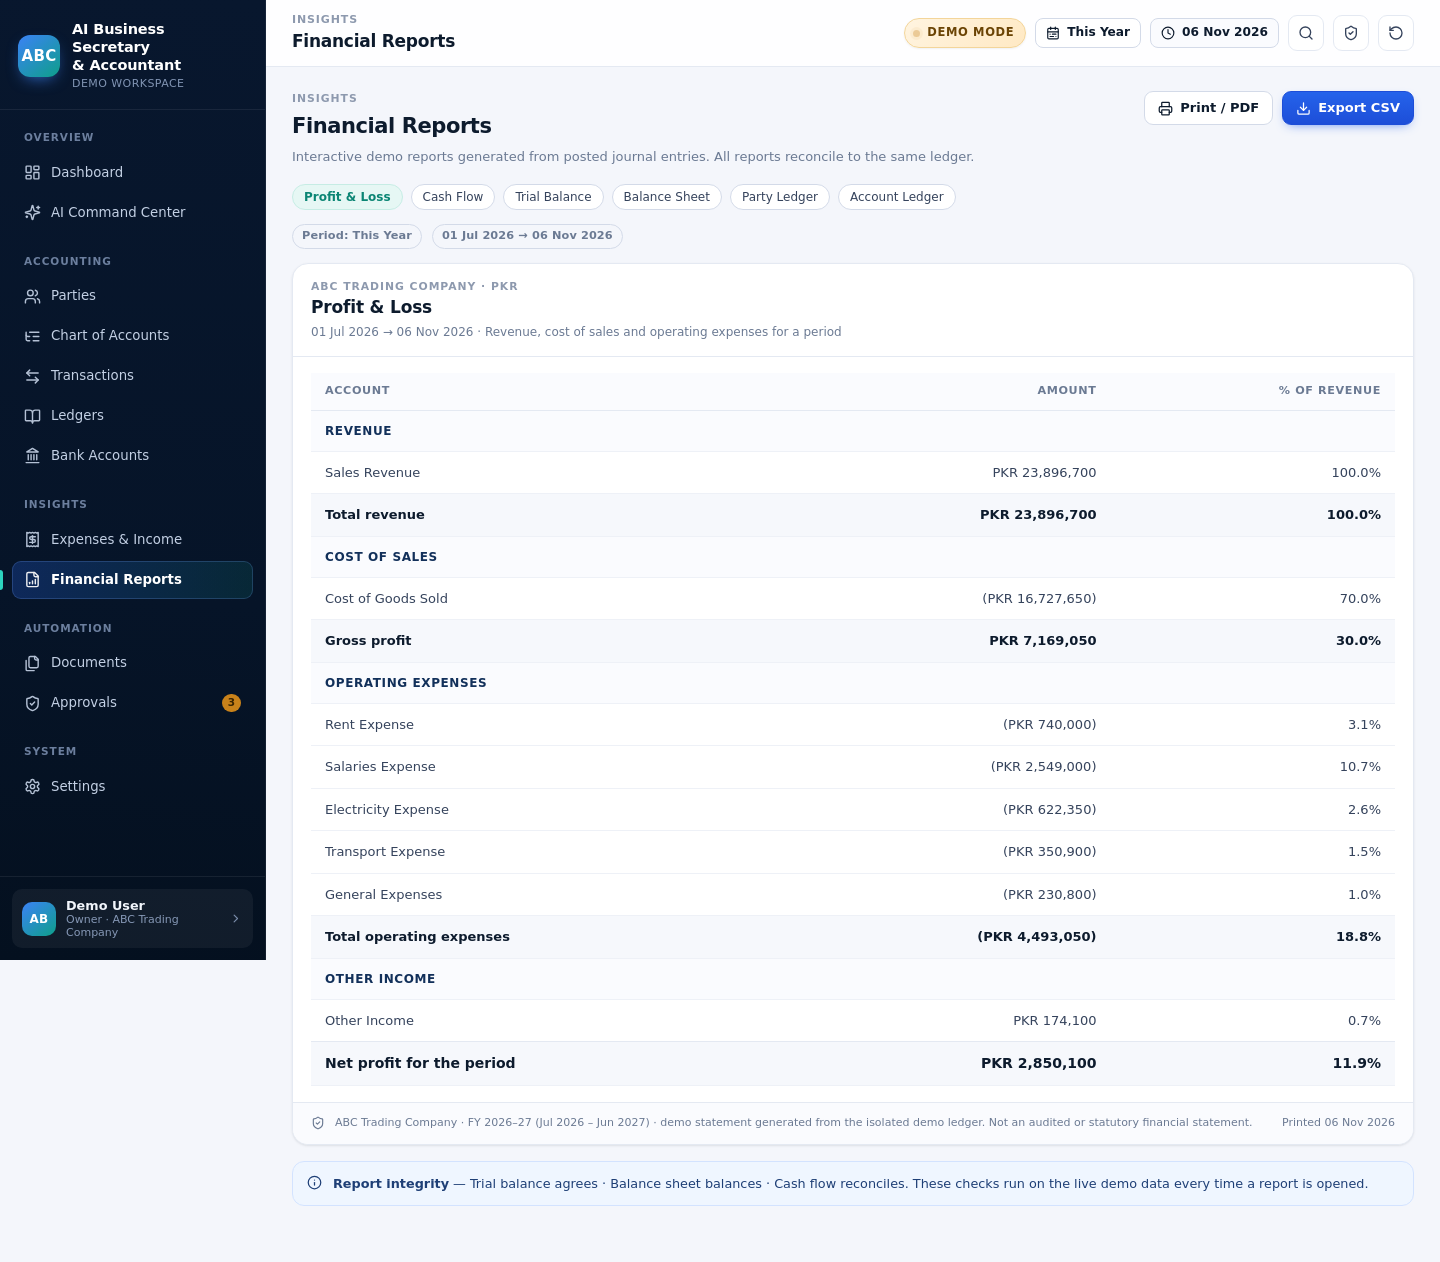 ABC
AI Business
Secretary
& Accountant
DEMO WORKSPACE
OVERVIEW
Dashboard
AI Command Center
ACCOUNTING
Parties
Chart of Accounts
Transactions
Ledgers
Bank Accounts
INSIGHTS
Expenses & Income
Financial Reports
AUTOMATION
Documents
Approvals 3
SYSTEM
Settings
AB
Demo User
Owner · ABC Trading
Company
INSIGHTS
Financial Reports
DEMO MODE
This Year
06 Nov 2026
INSIGHTS
Financial Reports
Interactive demo reports generated from posted journal entries. All reports reconcile to the same ledger.
Print / PDF
Export CSV
Profit & Loss Cash Flow Trial Balance Balance Sheet Party Ledger Account Ledger
Period: This Year 01 Jul 2026 → 06 Nov 2026
ABC TRADING COMPANY · PKR
Profit & Loss
01 Jul 2026 → 06 Nov 2026 · Revenue, cost of sales and operating expenses for a period
ACCOUNT AMOUNT % OF REVENUE
REVENUE
Sales Revenue PKR 23,896,700 100.0%
Total revenue PKR 23,896,700 100.0%
COST OF SALES
Cost of Goods Sold (PKR 16,727,650) 70.0%
Gross profit PKR 7,169,050 30.0%
OPERATING EXPENSES
Rent Expense (PKR 740,000) 3.1%
Salaries Expense (PKR 2,549,000) 10.7%
Electricity Expense (PKR 622,350) 2.6%
Transport Expense (PKR 350,900) 1.5%
General Expenses (PKR 230,800) 1.0%
Total operating expenses (PKR 4,493,050) 18.8%
OTHER INCOME
Other Income PKR 174,100 0.7%
Net profit for the period PKR 2,850,100 11.9%
ABC Trading Company · FY 2026–27 (Jul 2026 – Jun 2027) · demo statement generated from the isolated demo ledger. Not an audited or statutory financial statement. Printed 06 Nov 2026
Report integrity — Trial balance agrees · Balance sheet balances · Cash flow reconciles. These checks run on the live demo data every time a report is opened.